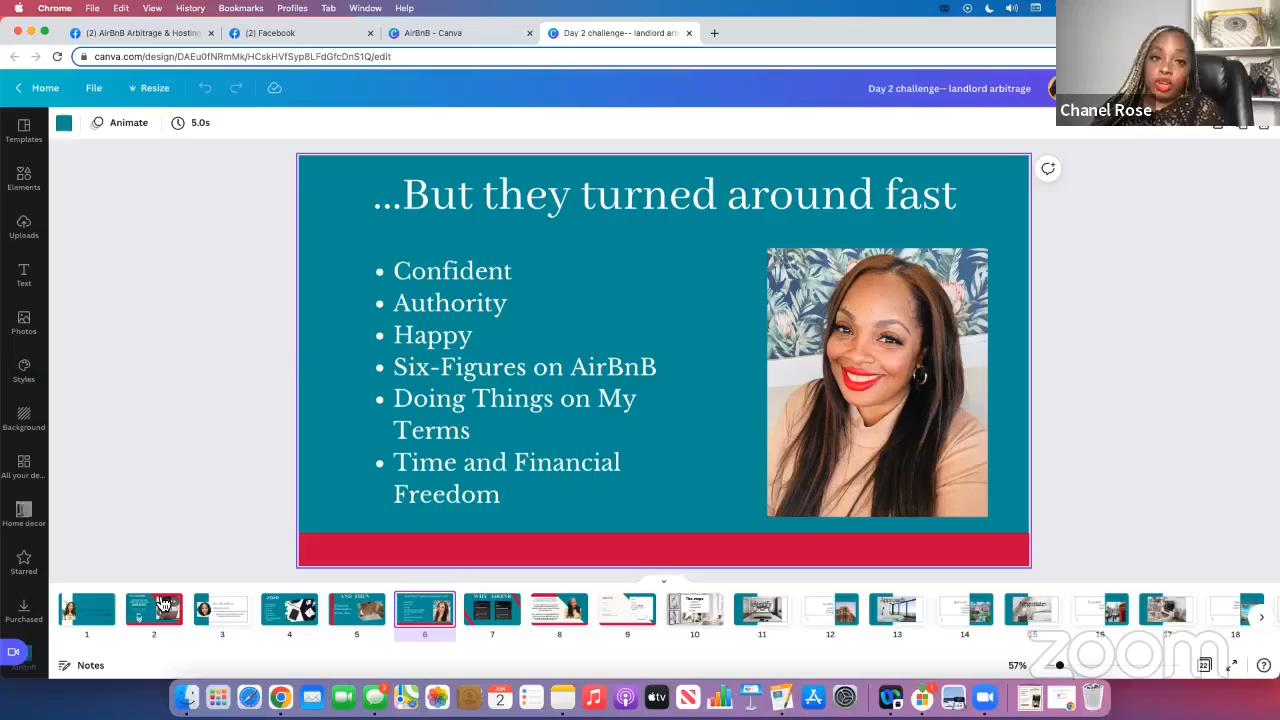 Chrome File Edit View History Bookmarks Profiles Tab Window Help
(2) AirBnB Arbitrage & Hosting
(2) Facebook
AirBnB - Canva
Day 2 challenge-- landlord arb
canva.com/design/DAEu0fNRmMk/HCskHVfSyp8LFdGfcDnS1Q/edit
Home File Resize
Day 2 challenge-- landlord arbitrage
Chanel Rose
Animate 5.0s
Templates
Elements
Uploads
Text
Photos
Styles
Background
All your de...
Home decor
Starred
Purchased
...But they turned around fast
• Confident
• Authority
• Happy
• Six-Figures on AirBnB
• Doing Things on My
Terms
• Time and Financial
Freedom
AND THEN
1 2 3 4 5 6 7 8 9 10 11 12 13 14 15 16 17 18
Notes
57%
22
zoom
JUN
2